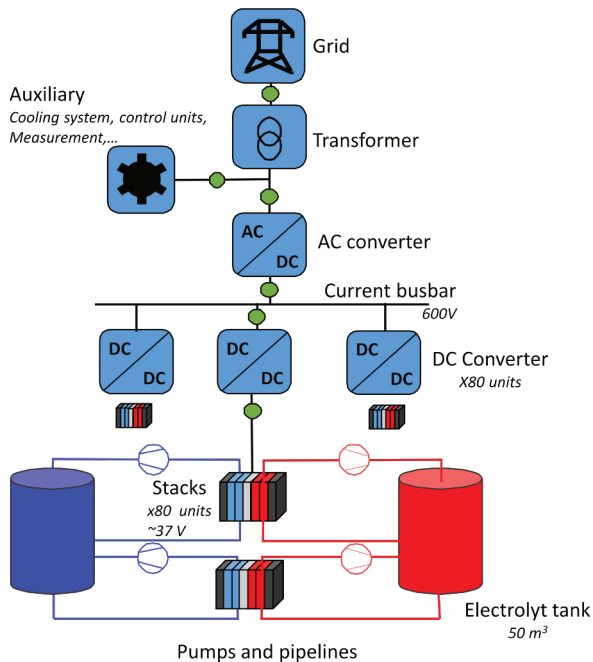 Grid
Auxiliary
Cooling system, control units,
Measurement,...
Transformer
AC
DC
AC converter
Current busbar
600V
DC
DC
DC
DC
DC
DC
DC Converter
X80 units
Stacks
x80 units
~37 V
Electrolyt tank
50 m³
Pumps and pipelines